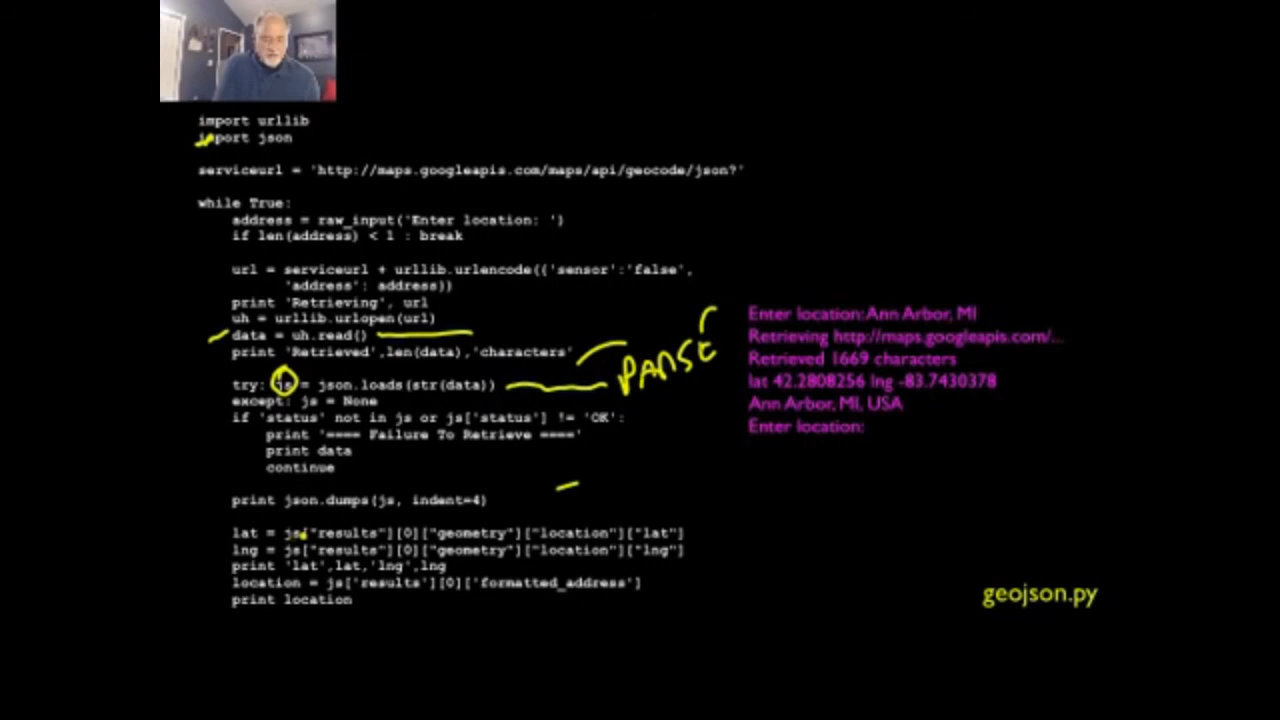 import urllib
import json
serviceurl = 'http://maps.googleapis.com/maps/api/geocode/json?'
while True:
address = raw_input('Enter location: ')
if len(address) < 1 : break
url = serviceurl + urllib.urlencode({'sensor':'false',
'address': address})
print 'Retrieving', url
uh = urllib.urlopen(url)
data = uh.read()
print 'Retrieved',len(data),'characters'
try: js = json.loads(str(data))
except: js = None
if 'status' not in js or js['status'] != 'OK':
print '==== Failure To Retrieve ===='
print data
continue
print json.dumps(js, indent=4)
lat = js["results"][0]["geometry"]["location"]["lat"]
lng = js["results"][0]["geometry"]["location"]["lng"]
print 'lat',lat,'lng',lng
location = js['results'][0]['formatted_address']
print location
PARSE
Enter location: Ann Arbor, MI
Retrieving http://maps.googleapis.com/...
Retrieved 1669 characters
lat 42.2808256 lng -83.7430378
Ann Arbor, MI, USA
Enter location:
geojson.py